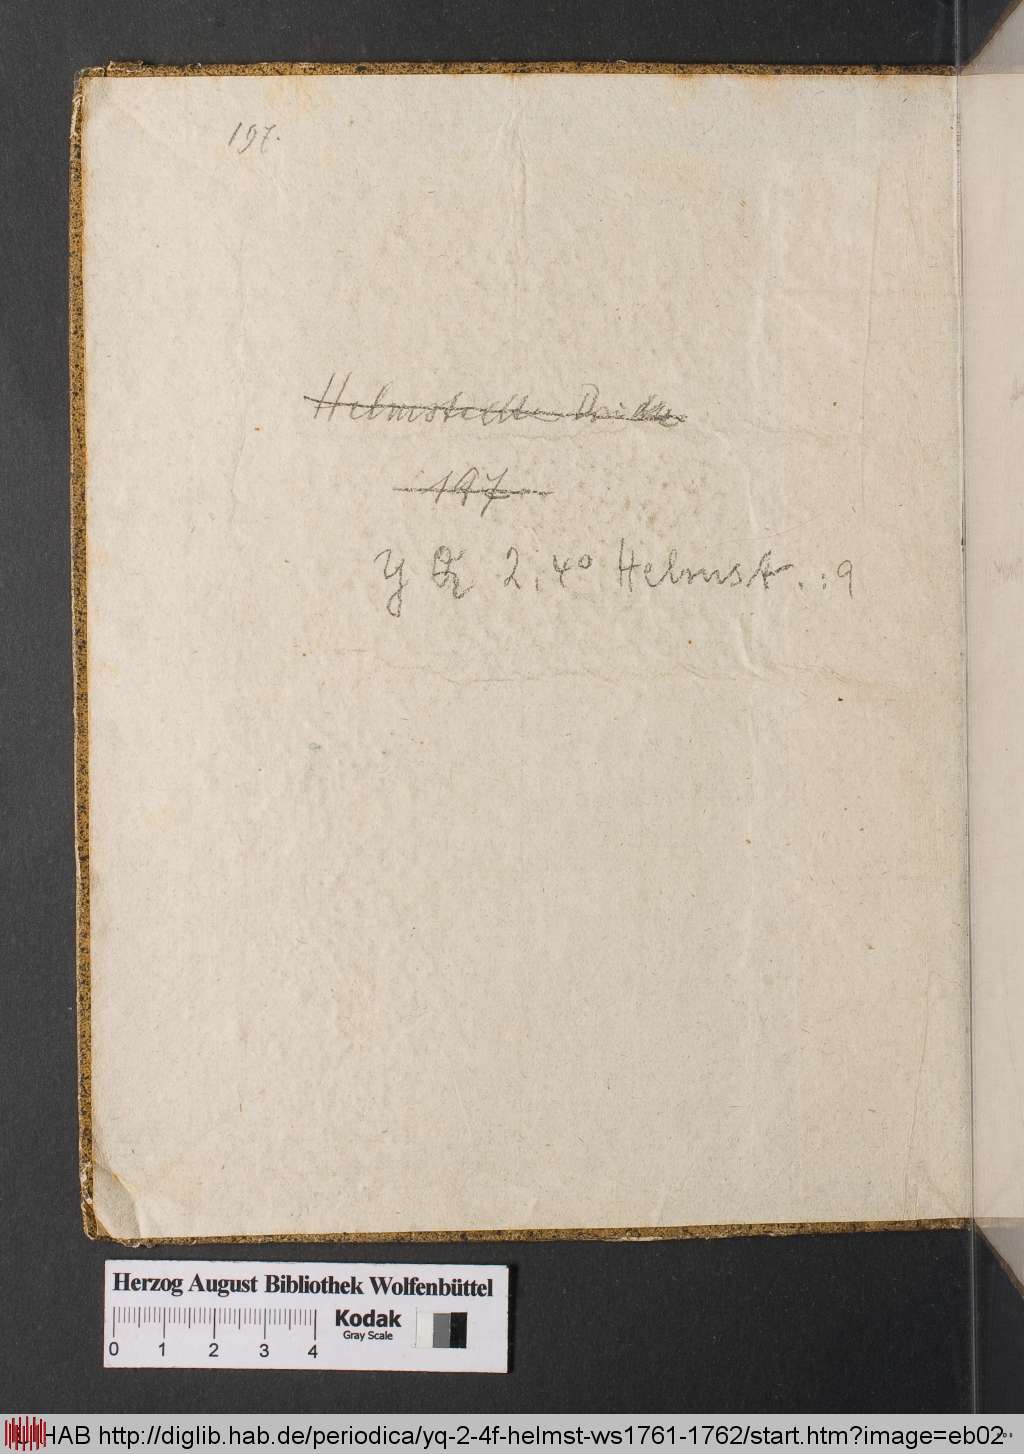 197.
Helmstedter Drucke
197
Y Q 2. 4° Helmst. :9
Herzog August Bibliothek Wolfenbüttel
0 1 2 3 4
Kodak
Gray Scale
HAB http://diglib.hab.de/periodica/yq-2-4f-helmst-ws1761-1762/start.htm?image=eb02